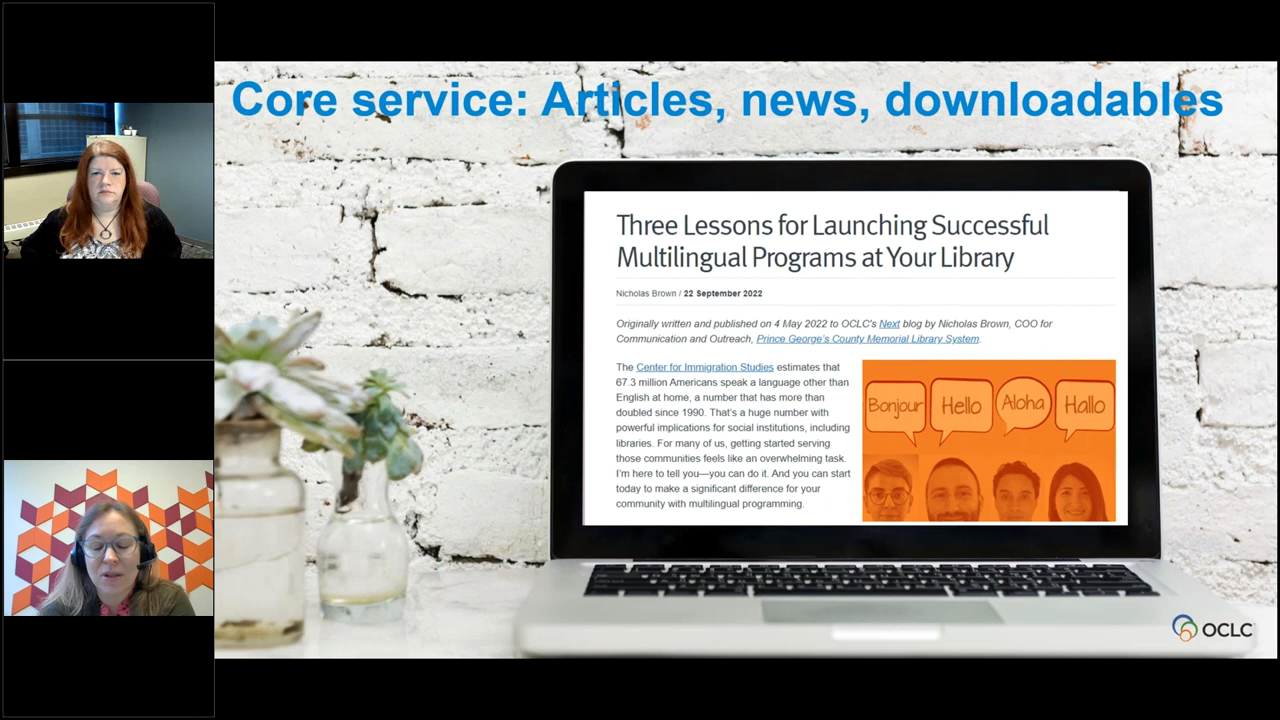 Core service: Articles, news, downloadables
Three Lessons for Launching Successful
Multilingual Programs at Your Library
Nicholas Brown / 22 September 2022
Originally written and published on 4 May 2022 to OCLC's Next blog by Nicholas Brown, COO for
Communication and Outreach, Prince George's County Memorial Library System.
The Center for Immigration Studies estimates that
67.3 million Americans speak a language other than
English at home, a number that has more than
doubled since 1990. That's a huge number with
powerful implications for social institutions, including
libraries. For many of us, getting started serving
those communities feels like an overwhelming task.
I'm here to tell you—you can do it. And you can start
today to make a significant difference for your
community with multilingual programming.
Bonjour
Hello
Aloha
Hallo
OCLC